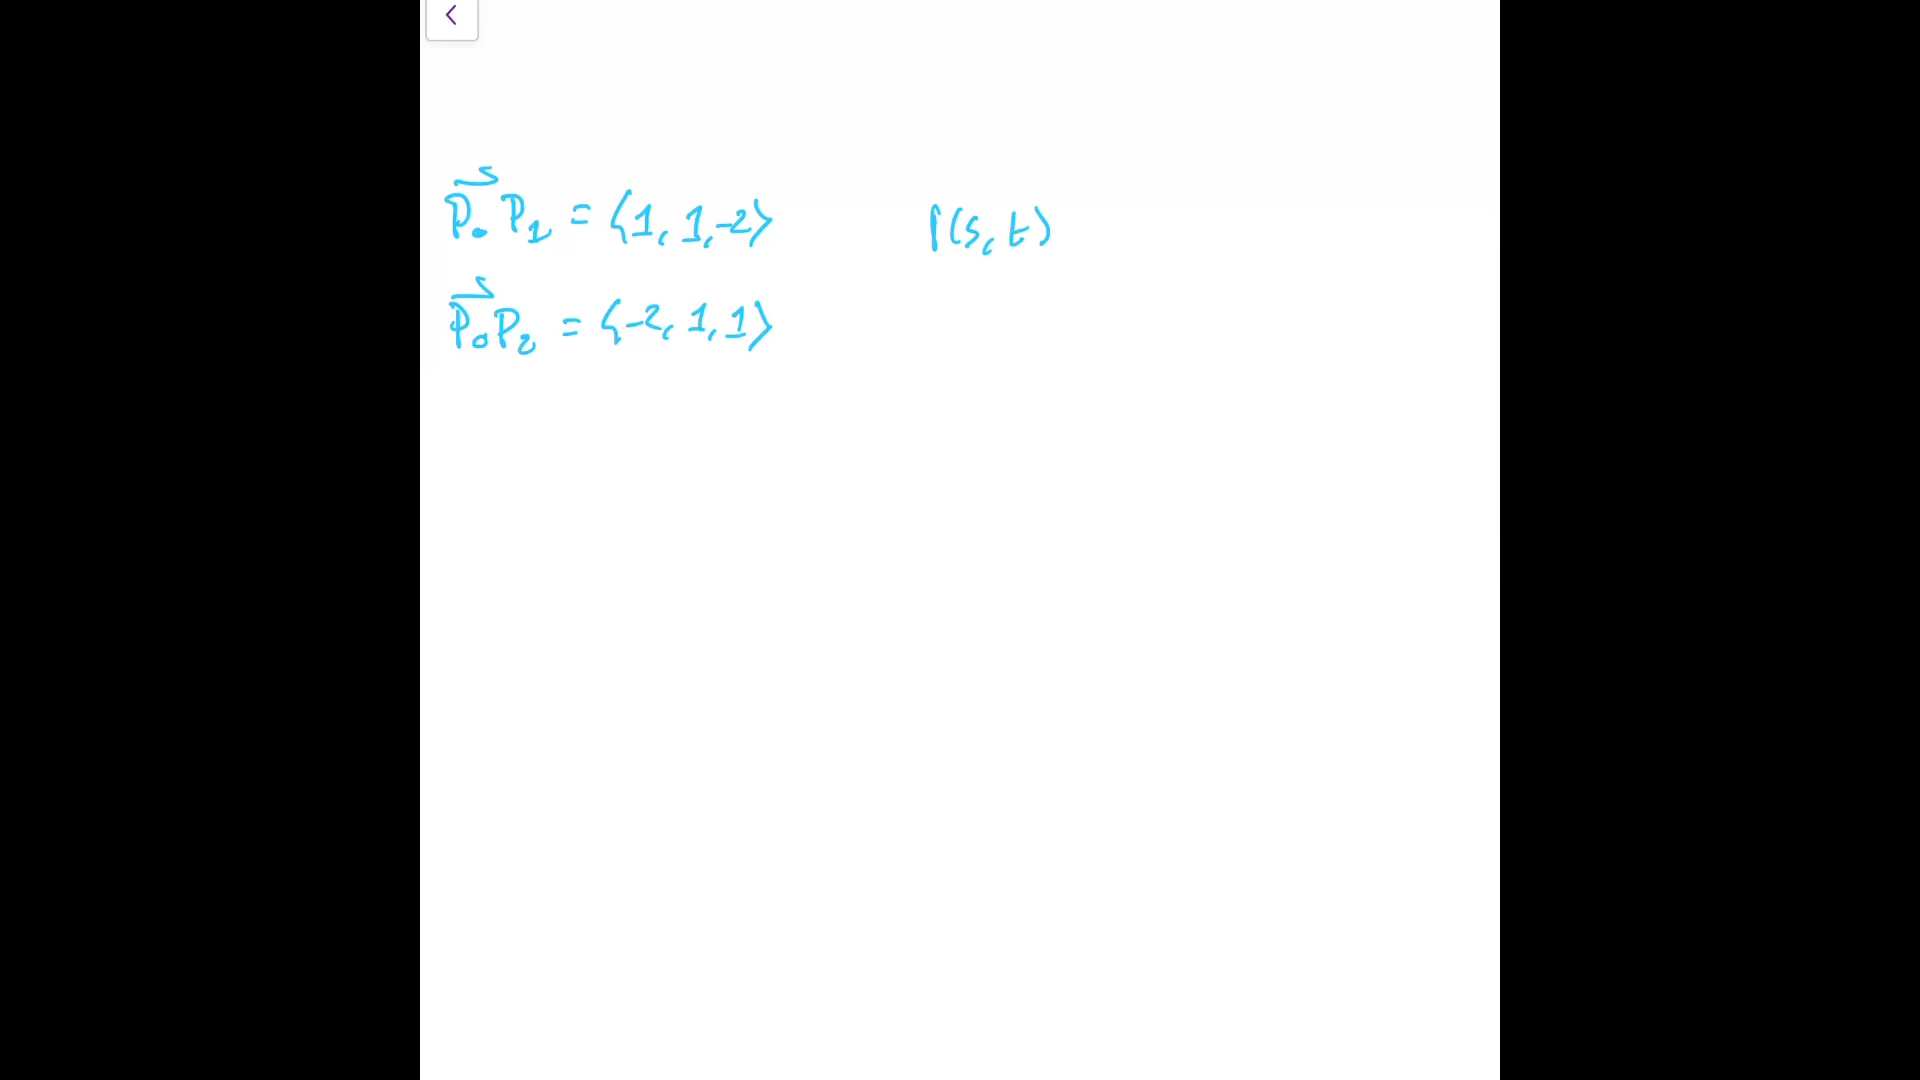 P₀P₁ = ⟨1, 1, -2⟩
r(s, t)
P₀P₂ = ⟨-2, 1, 1⟩